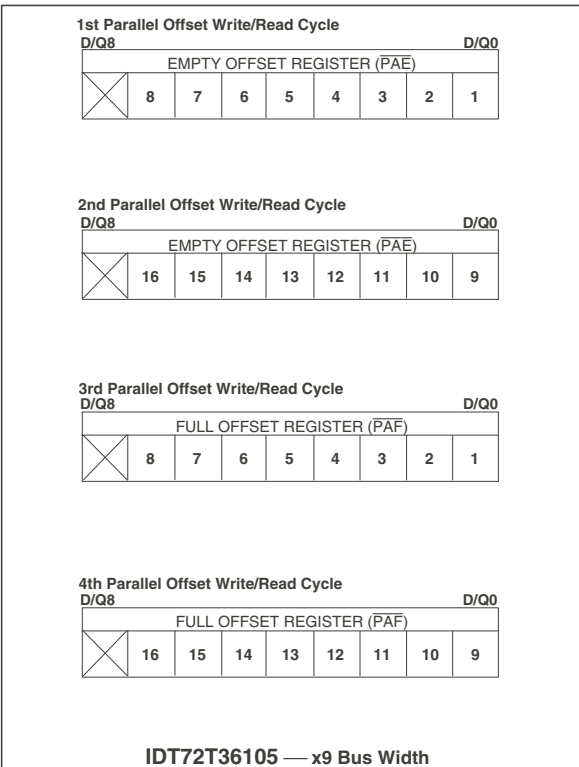 1st Parallel Offset Write/Read Cycle
D/Q8 D/Q0
EMPTY OFFSET REGISTER (P̅A̅E̅)
8 7 6 5 4 3 2 1
2nd Parallel Offset Write/Read Cycle
D/Q8 D/Q0
EMPTY OFFSET REGISTER (P̅A̅E̅)
16 15 14 13 12 11 10 9
3rd Parallel Offset Write/Read Cycle
D/Q8 D/Q0
FULL OFFSET REGISTER (P̅A̅F̅)
8 7 6 5 4 3 2 1
4th Parallel Offset Write/Read Cycle
D/Q8 D/Q0
FULL OFFSET REGISTER (P̅A̅F̅)
16 15 14 13 12 11 10 9
IDT72T36105 — x9 Bus Width